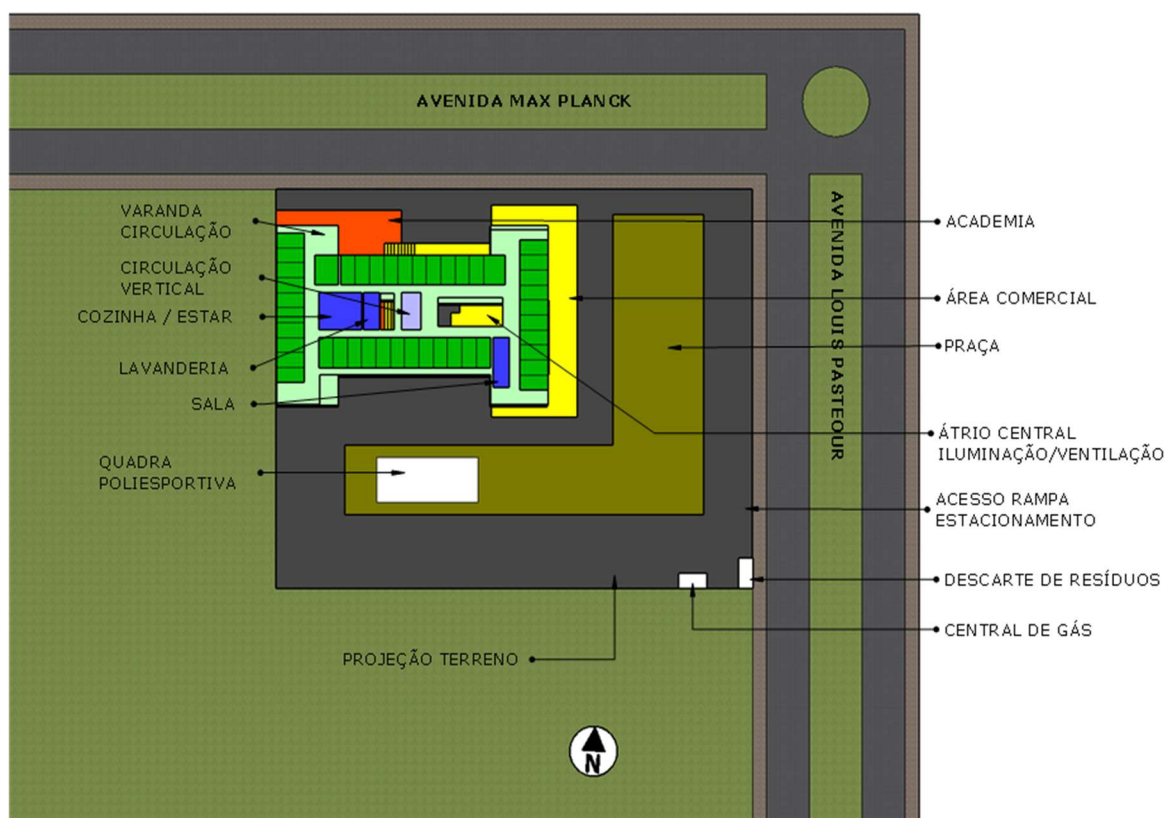 AVENIDA MAX PLANCK
AVENIDA LOUIS PASTEOUR
VARANDA
CIRCULAÇÃO
CIRCULAÇÃO
VERTICAL
COZINHA / ESTAR
LAVANDERIA
SALA
QUADRA
POLIESPORTIVA
PROJEÇÃO TERRENO
ACADEMIA
ÁREA COMERCIAL
PRAÇA
ÁTRIO CENTRAL
ILUMINAÇÃO/VENTILAÇÃO
ACESSO RAMPA
ESTACIONAMENTO
DESCARTE DE RESÍDUOS
CENTRAL DE GÁS
N